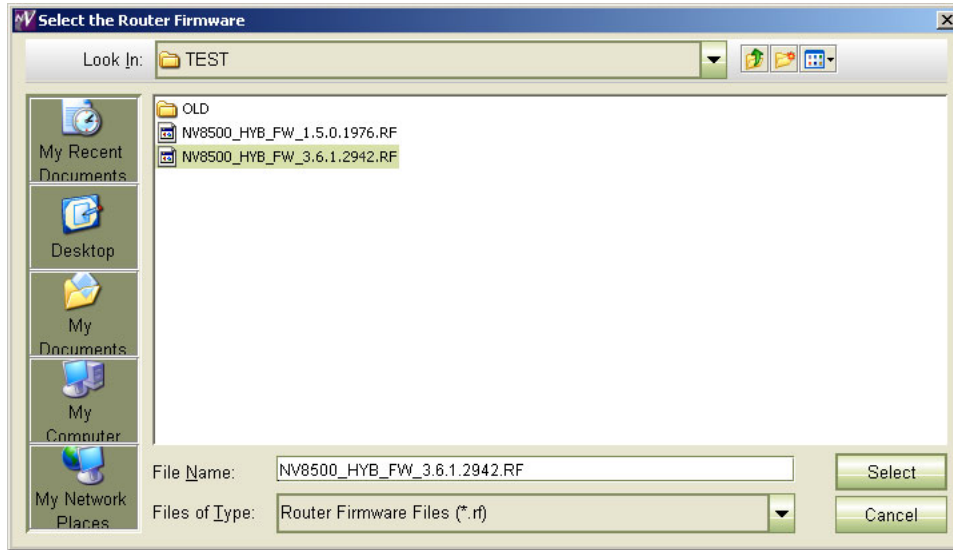 Select the Router Firmware
Look In:
TEST
OLD
NV8500_HYB_FW_1.5.0.1976.RF
NV8500_HYB_FW_3.6.1.2942.RF
My Recent
Documents
Desktop
My
Documents
My
Computer
My Network
Places
File Name:
NV8500_HYB_FW_3.6.1.2942.RF
Select
Files of Type:
Router Firmware Files (*.rf)
Cancel